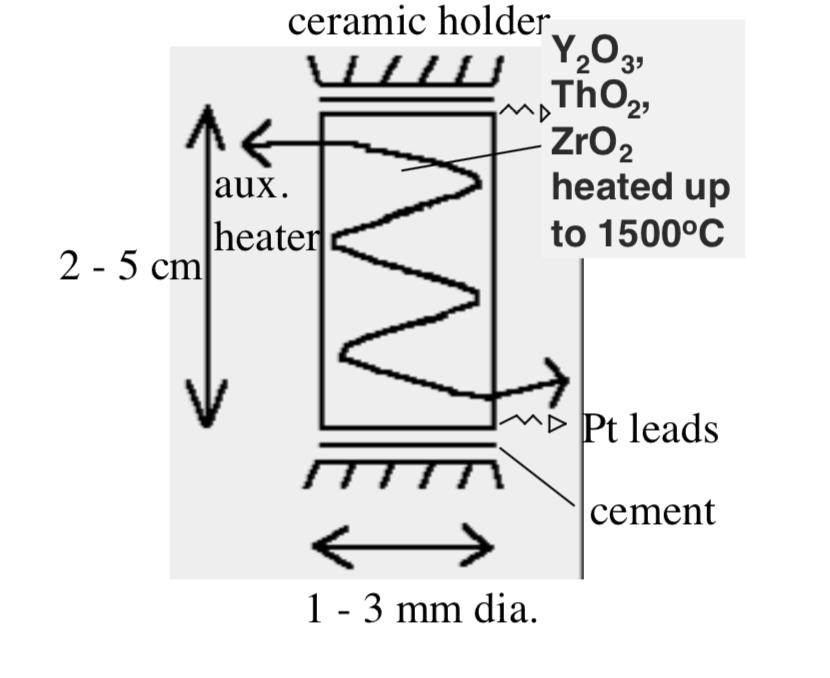 ceramic holder
Y₂O₃,
ThO₂,
ZrO₂
heated up
to 1500ºC
aux.
heater
2 - 5 cm
Pt leads
cement
1 - 3 mm dia.